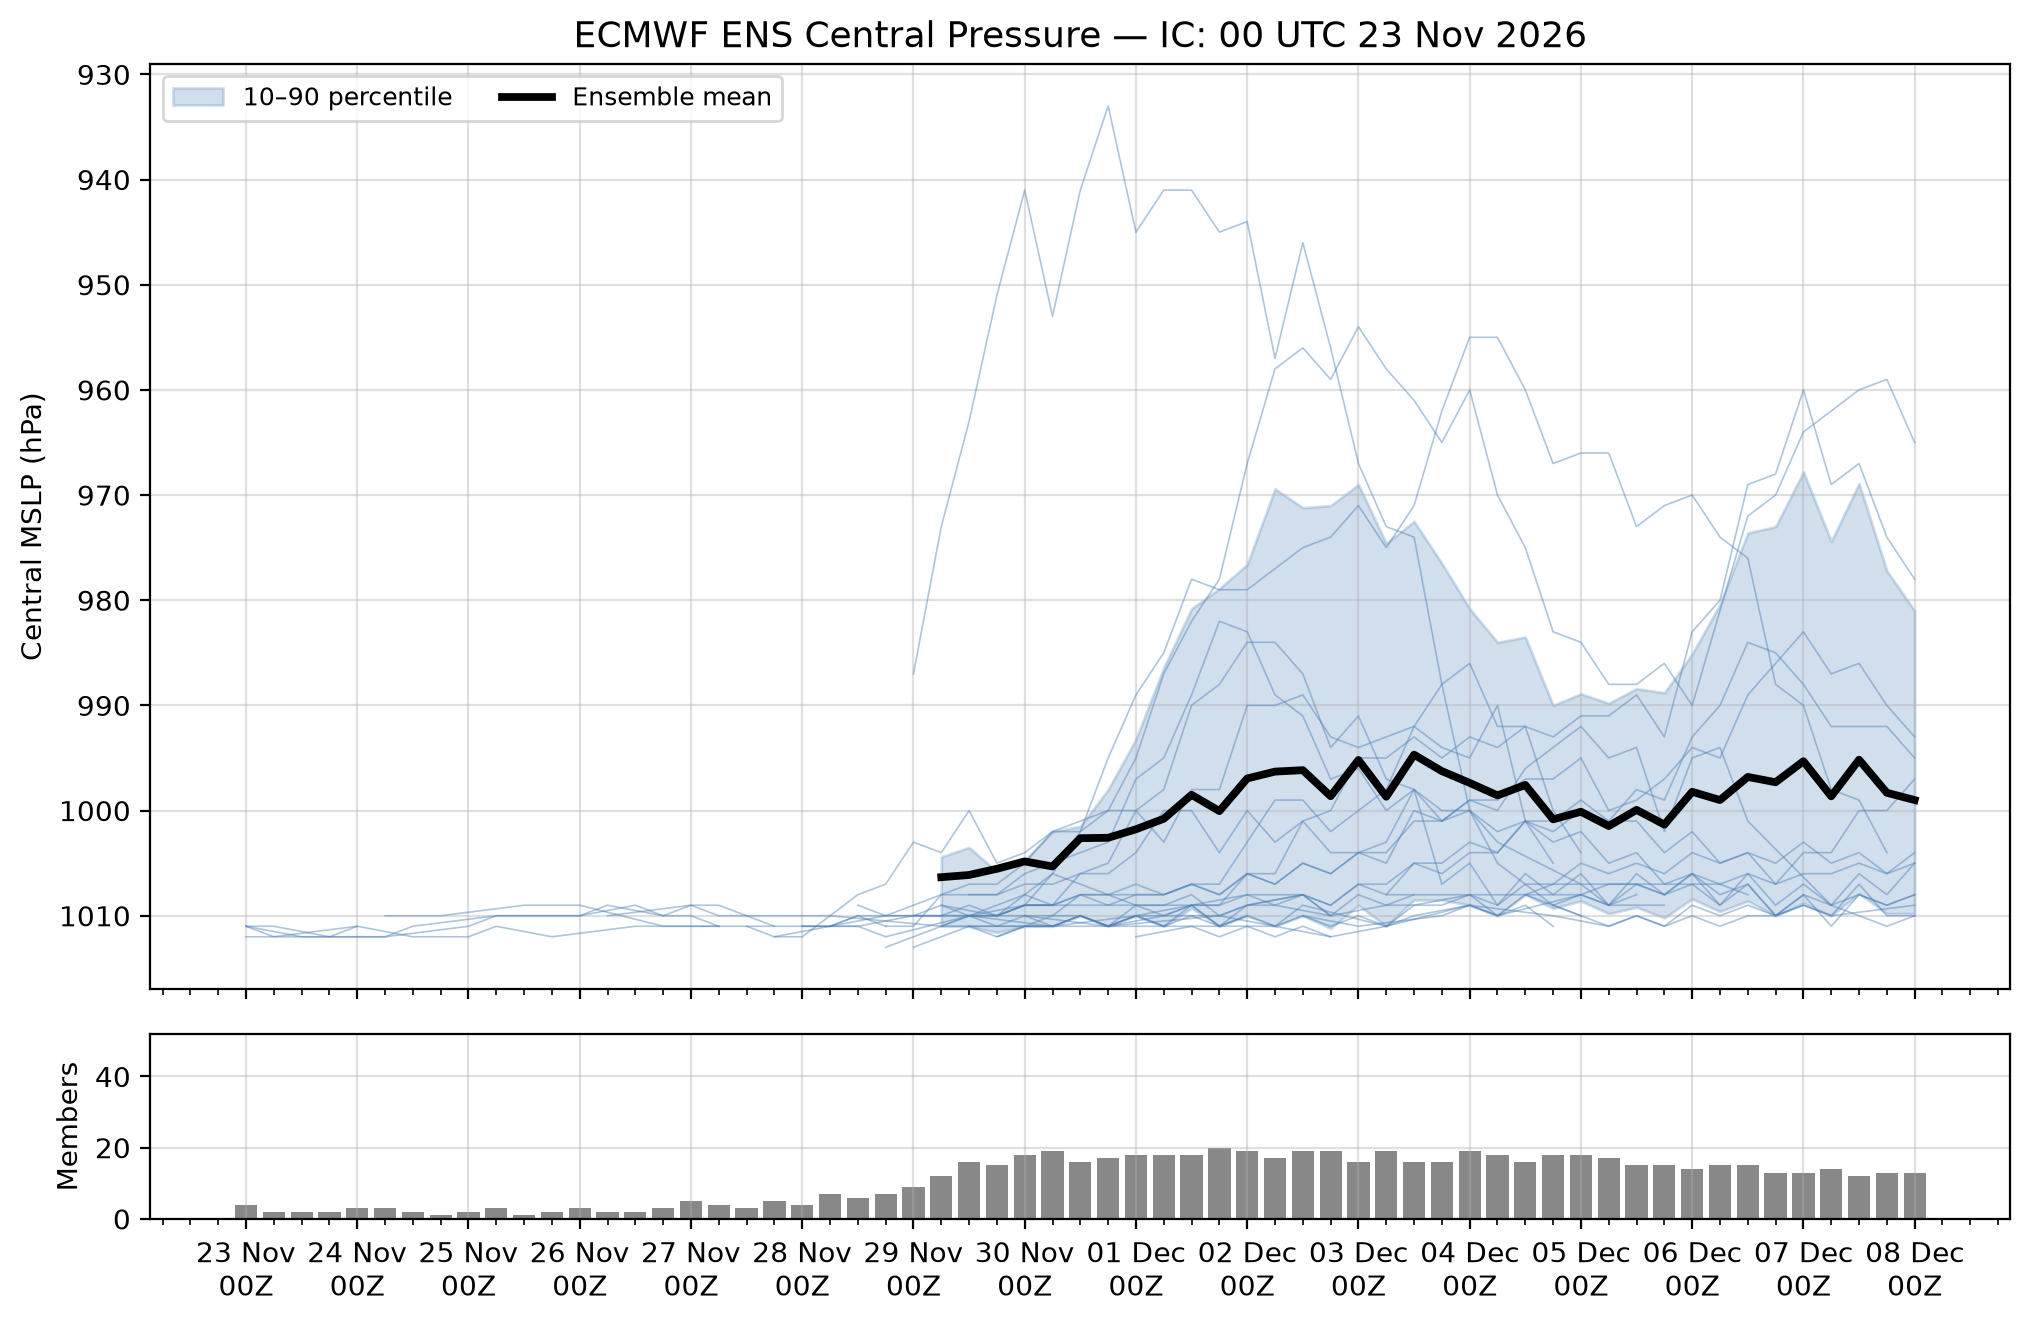 ECMWF ENS Central Pressure — IC: 00 UTC 23 Nov 2026
10–90 percentile
Ensemble mean
Central MSLP (hPa)
930
940
950
960
970
980
990
1000
1010
Members
40
20
0
23 Nov 24 Nov 25 Nov 26 Nov 27 Nov 28 Nov 29 Nov 30 Nov 01 Dec 02 Dec 03 Dec 04 Dec 05 Dec 06 Dec 07 Dec 08 Dec
00Z 00Z 00Z 00Z 00Z 00Z 00Z 00Z 00Z 00Z 00Z 00Z 00Z 00Z 00Z 00Z